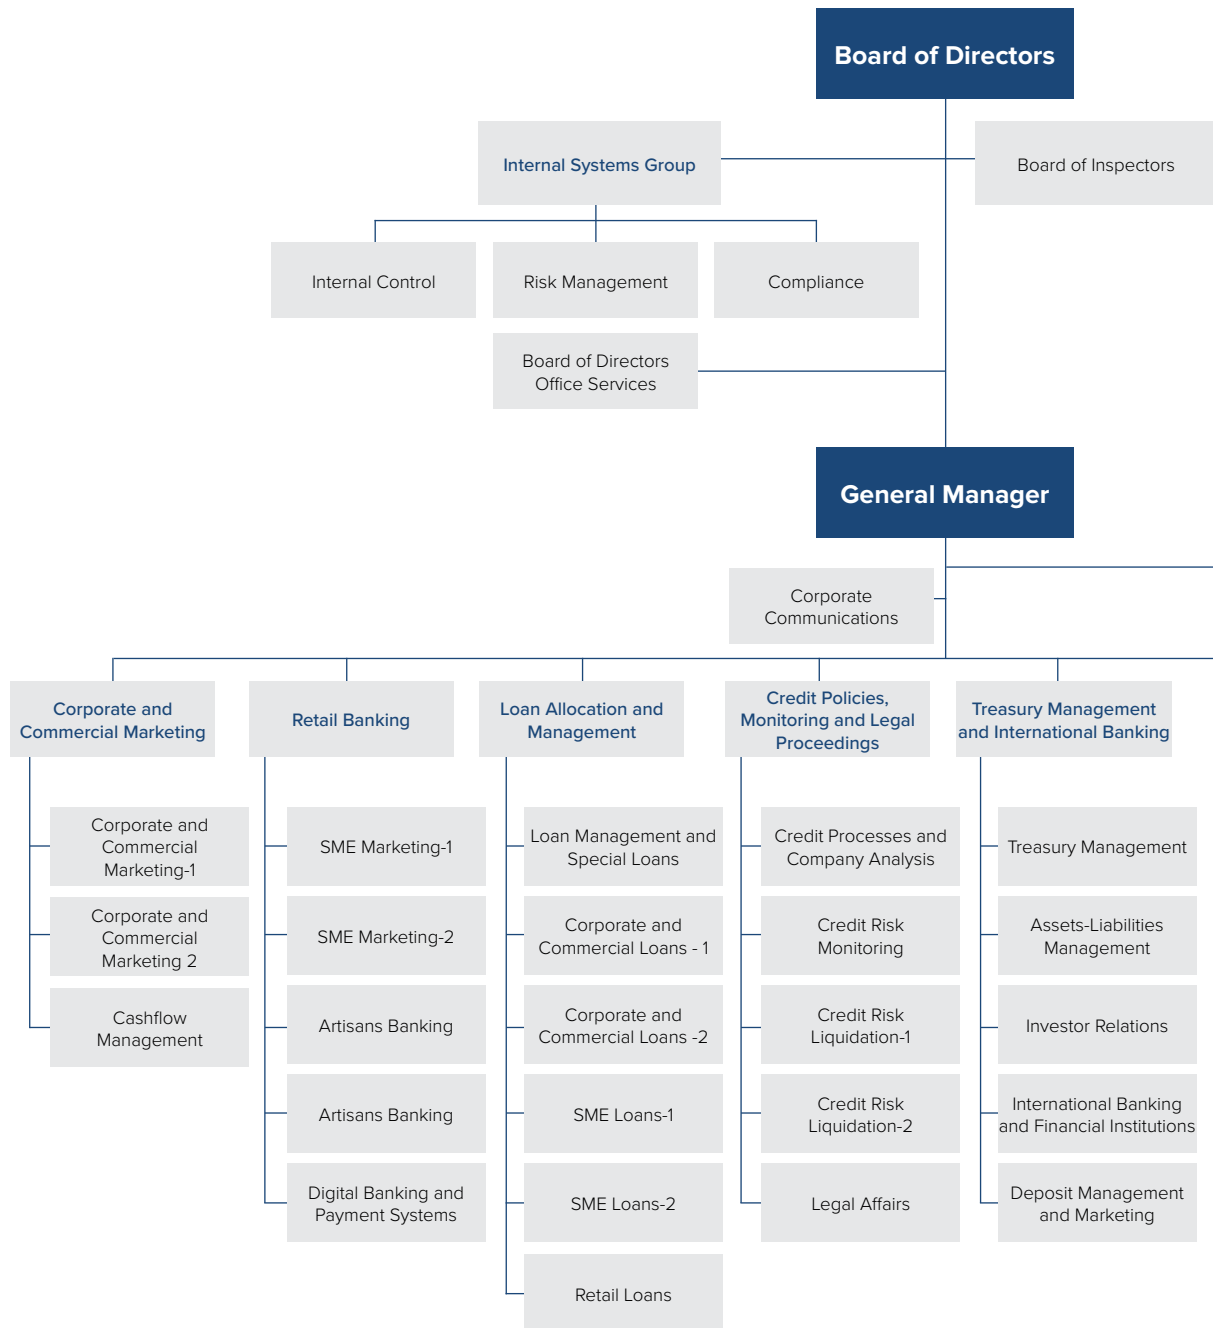 Board of Directors
Internal Systems Group
Board of Inspectors
Internal Control
Risk Management
Compliance
Board of Directors
Office Services
General Manager
Corporate
Communications
Corporate and
Commercial Marketing
Retail Banking
Loan Allocation and
Management
Credit Policies,
Monitoring and Legal
Proceedings
Treasury Management
and International Banking
Corporate and
Commercial
Marketing-1
Corporate and
Commercial
Marketing 2
Cashflow
Management
SME Marketing-1
SME Marketing-2
Artisans Banking
Artisans Banking
Digital Banking and
Payment Systems
Loan Management and
Special Loans
Corporate and
Commercial Loans - 1
Corporate and
Commercial Loans -2
SME Loans-1
SME Loans-2
Retail Loans
Credit Processes and
Company Analysis
Credit Risk
Monitoring
Credit Risk
Liquidation-1
Credit Risk
Liquidation-2
Legal Affairs
Treasury Management
Assets-Liabilities
Management
Investor Relations
International Banking
and Financial Institutions
Deposit Management
and Marketing